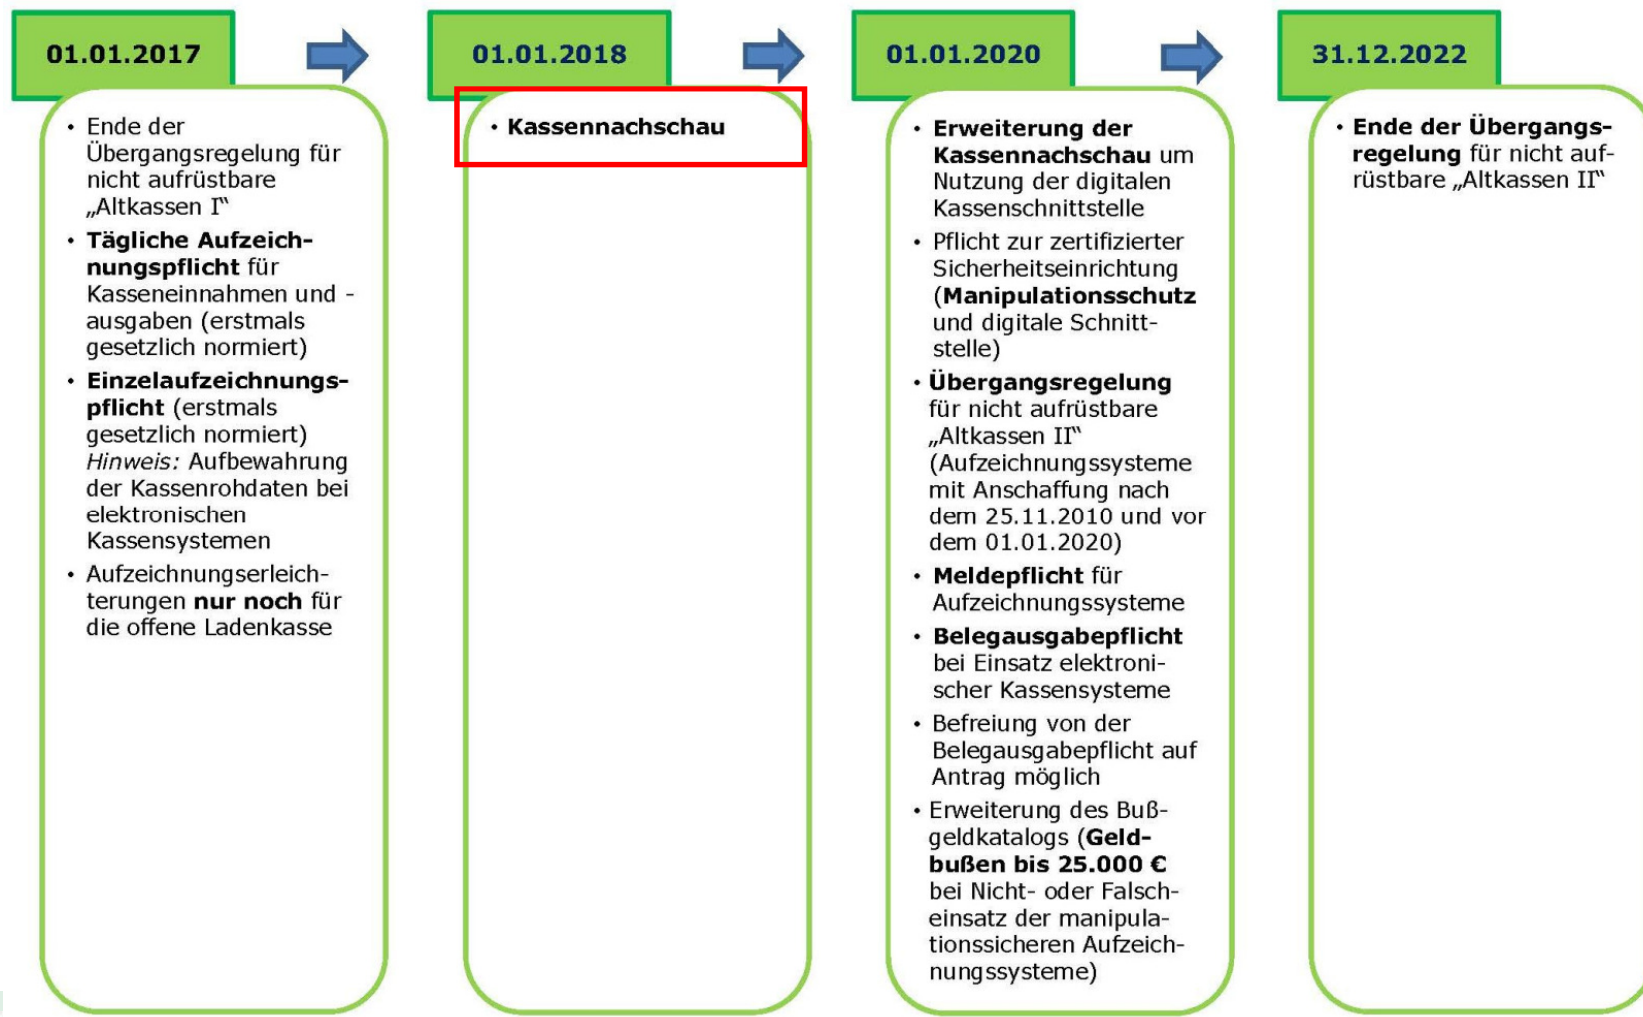 01.01.2017
• Ende der
Übergangsregelung für
nicht aufrüstbare
„Altkassen I“
• Tägliche Aufzeich-
nungspflicht für
Kasseneinnahmen und -
ausgaben (erstmals
gesetzlich normiert)
• Einzelaufzeichnungs-
pflicht (erstmals
gesetzlich normiert)
Hinweis: Aufbewahrung
der Kassenrohdaten bei
elektronischen
Kassensystemen
• Aufzeichnungserleich-
terungen nur noch für
die offene Ladenkasse
01.01.2018
• Kassennachschau
01.01.2020
• Erweiterung der
Kassennachschau um
Nutzung der digitalen
Kassenschnittstelle
• Pflicht zur zertifizierter
Sicherheitseinrichtung
(Manipulationsschutz
und digitale Schnitt-
stelle)
• Übergangsregelung
für nicht aufrüstbare
„Altkassen II“
(Aufzeichnungssysteme
mit Anschaffung nach
dem 25.11.2010 und vor
dem 01.01.2020)
• Meldepflicht für
Aufzeichnungssysteme
• Belegausgabepflicht
bei Einsatz elektroni-
scher Kassensysteme
• Befreiung von der
Belegausgabepflicht auf
Antrag möglich
• Erweiterung des Buß-
geldkatalogs (Geld-
bußen bis 25.000 €
bei Nicht- oder Falsch-
einsatz der manipula-
tionssicheren Aufzeich-
nungssysteme)
31.12.2022
• Ende der Übergangs-
regelung für nicht auf-
rüstbare „Altkassen II“